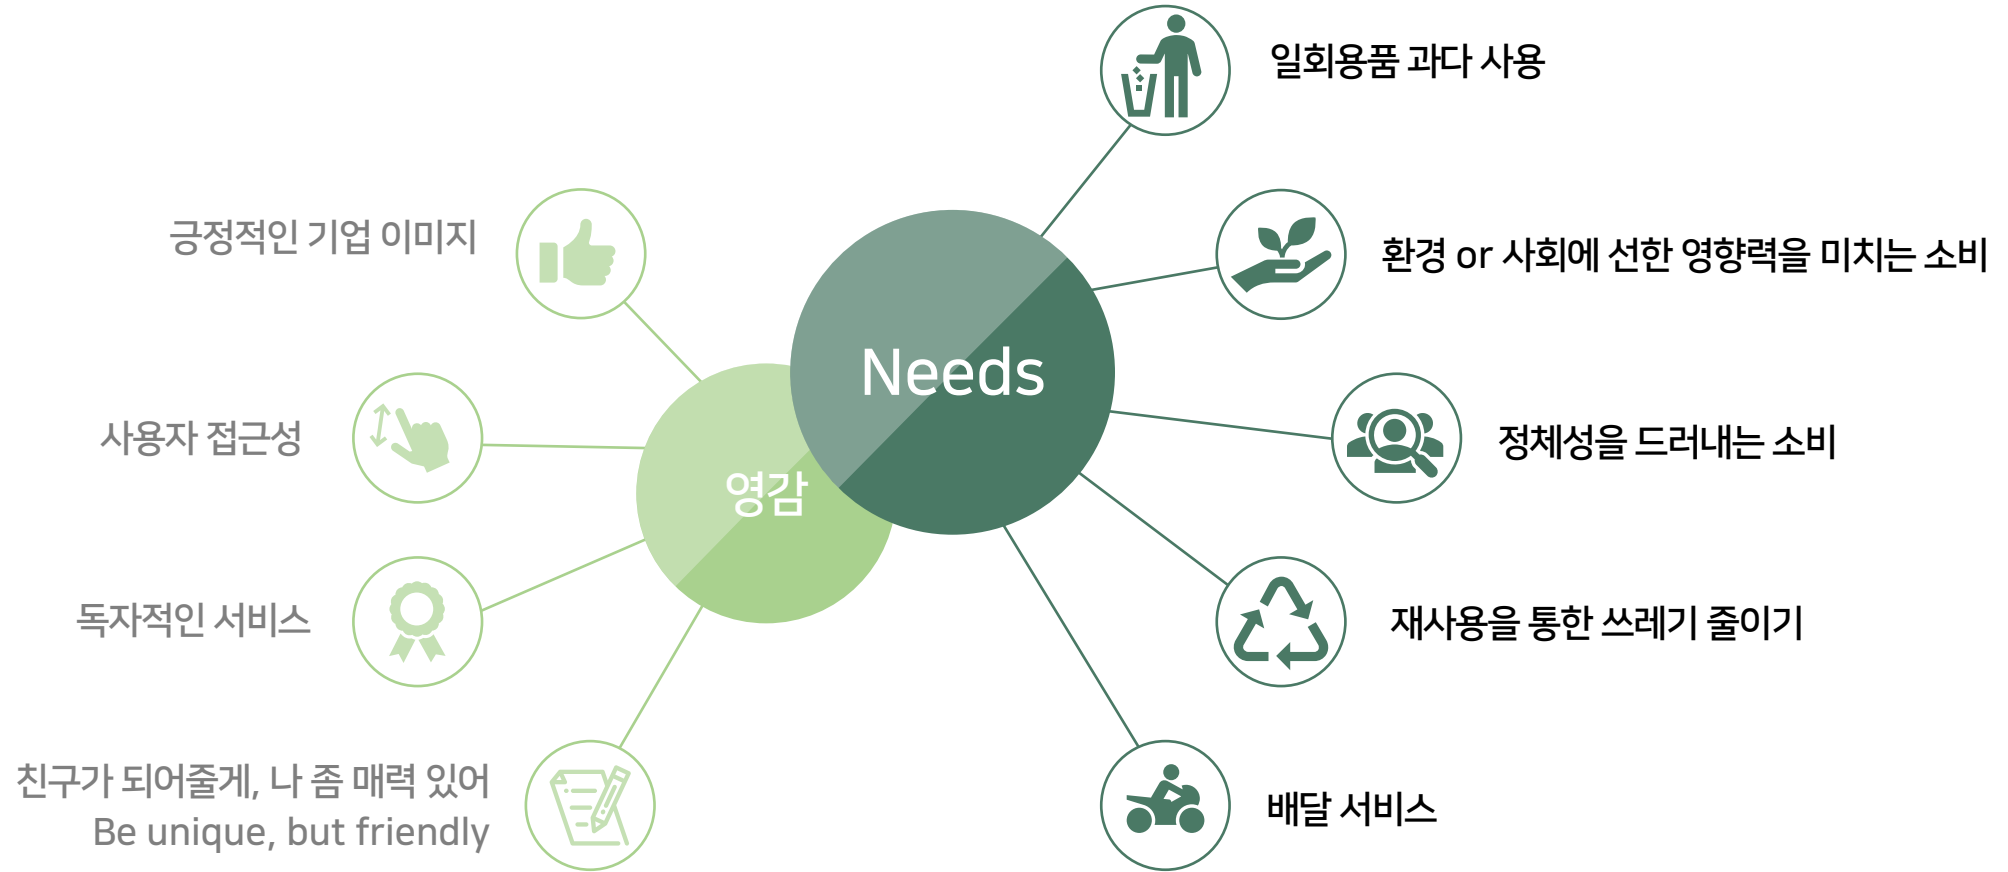 긍정적인 기업 이미지
사용자 접근성
독자적인 서비스
친구가 되어줄게, 나 좀 매력 있어
Be unique, but friendly
영감
Needs
일회용품 과다 사용
환경 or 사회에 선한 영향력을 미치는 소비
정체성을 드러내는 소비
재사용을 통한 쓰레기 줄이기
배달 서비스